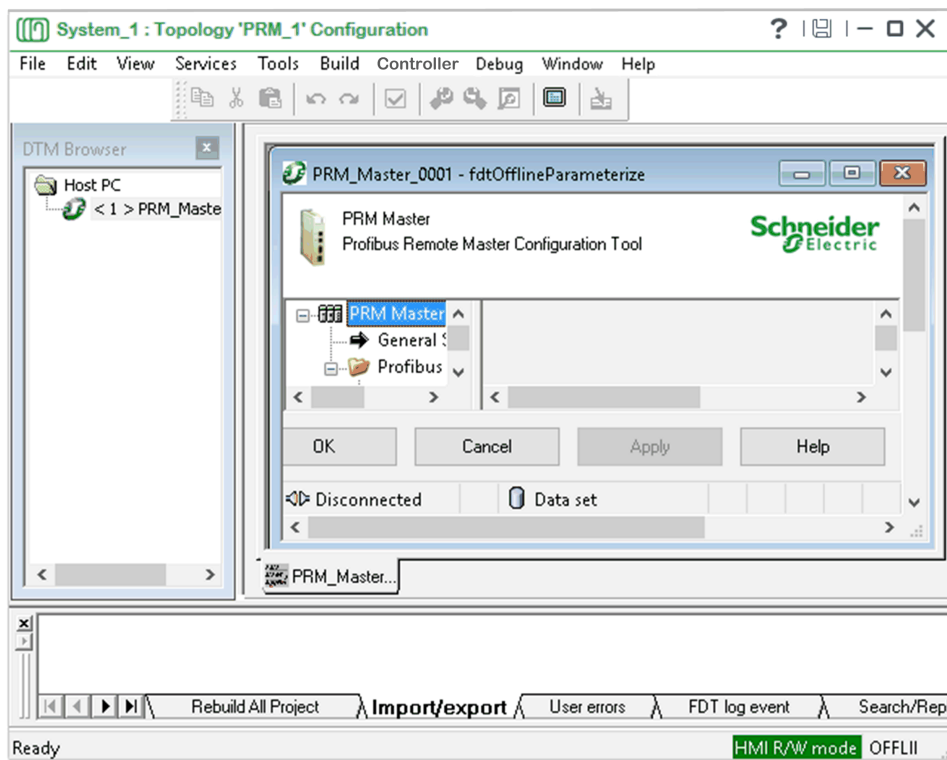 System_1 : Topology 'PRM_1' Configuration
File Edit View Services Tools Build Controller Debug Window Help
DTM Browser
Host PC
< 1 > PRM_Maste
PRM_Master_0001 - fdtOfflineParameterize
PRM Master
Profibus Remote Master Configuration Tool
Schneider
Electric
PRM Master
General S
Profibus
OK Cancel Apply Help
Disconnected Data set
PRM_Master...
Rebuild All Project Import/export User errors FDT log event Search/Rep
Ready HMI R/W mode OFFLII